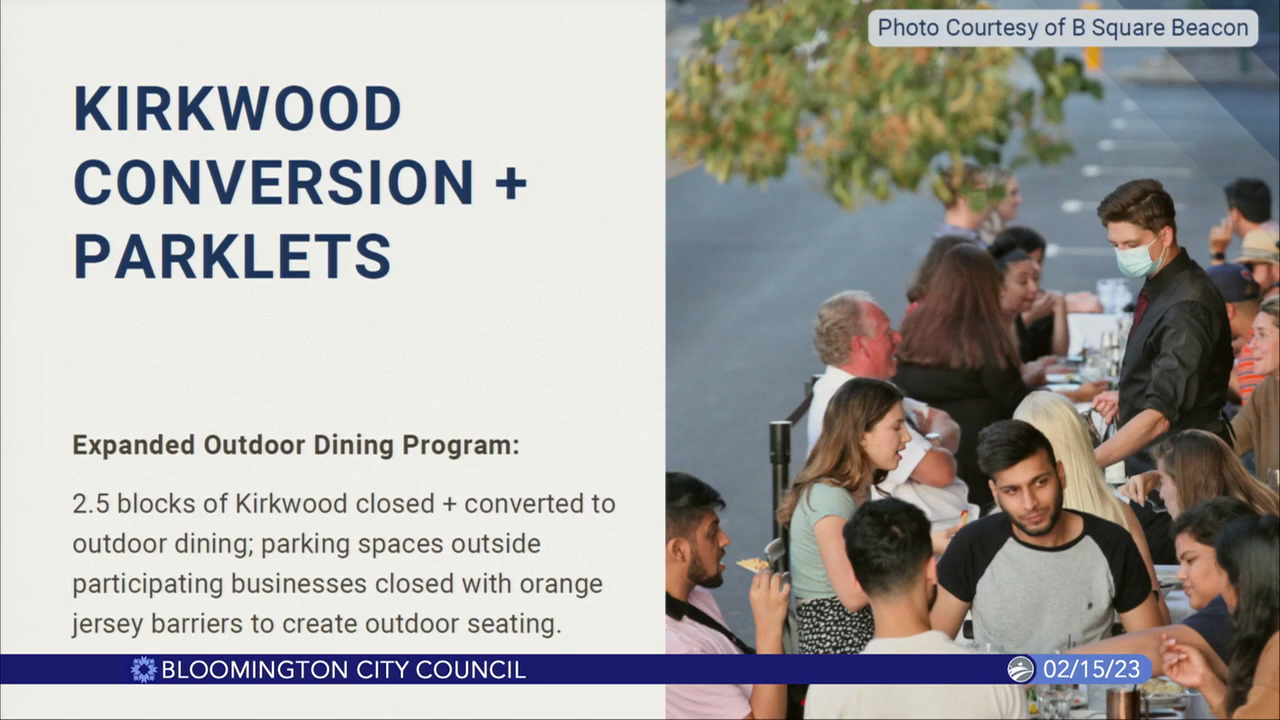 Photo Courtesy of B Square Beacon
KIRKWOOD
CONVERSION +
PARKLETS
Expanded Outdoor Dining Program:
2.5 blocks of Kirkwood closed + converted to
outdoor dining; parking spaces outside
participating businesses closed with orange
jersey barriers to create outdoor seating.
BLOOMINGTON CITY COUNCIL
02/15/23